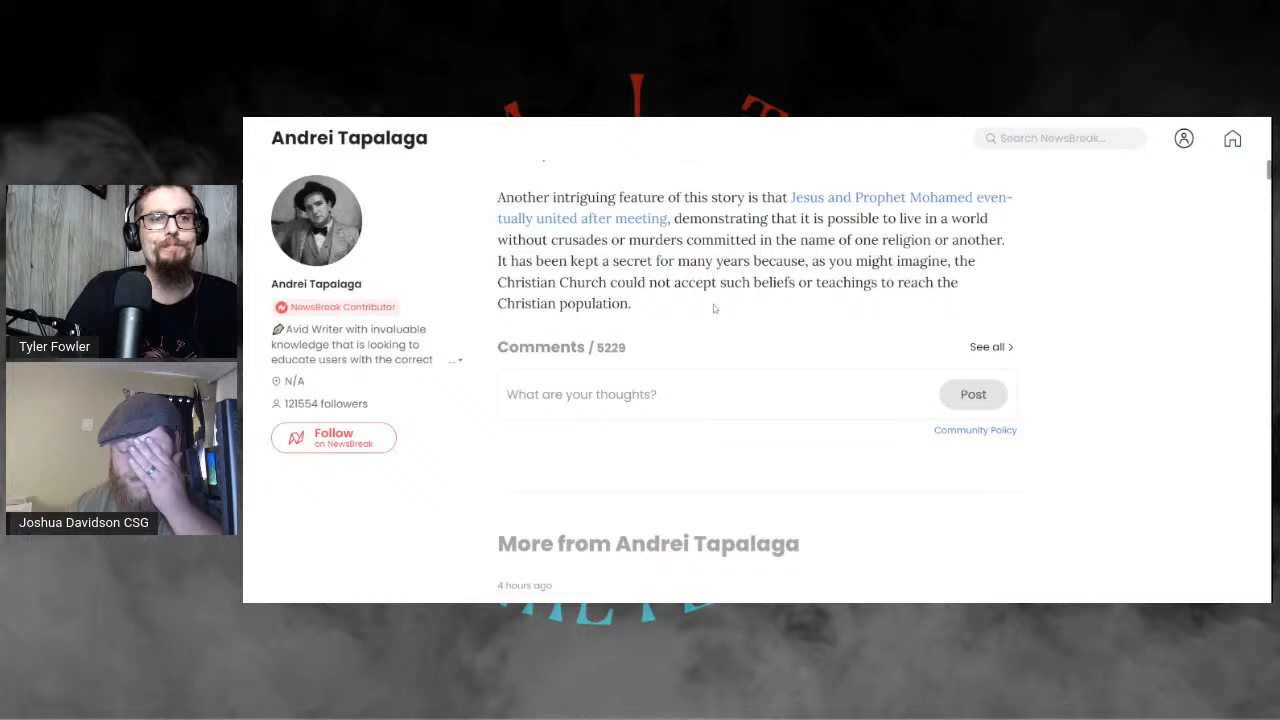 Andrei Tapalaga
Search NewsBreak...
Another intriguing feature of this story is that Jesus and Prophet Mohamed even-
tually united after meeting, demonstrating that it is possible to live in a world
without crusades or murders committed in the name of one religion or another.
It has been kept a secret for many years because, as you might imagine, the
Christian Church could not accept such beliefs or teachings to reach the
Christian population.
Andrei Tapalaga
NewsBreak Contributor
Avid Writer with invaluable
knowledge that is looking to
educate users with the correct ...
N/A
121554 followers
Follow
on NewsBreak
Comments / 5229
See all
What are your thoughts?
Post
Community Policy
More from Andrei Tapalaga
4 hours ago
Tyler Fowler
Joshua Davidson CSG